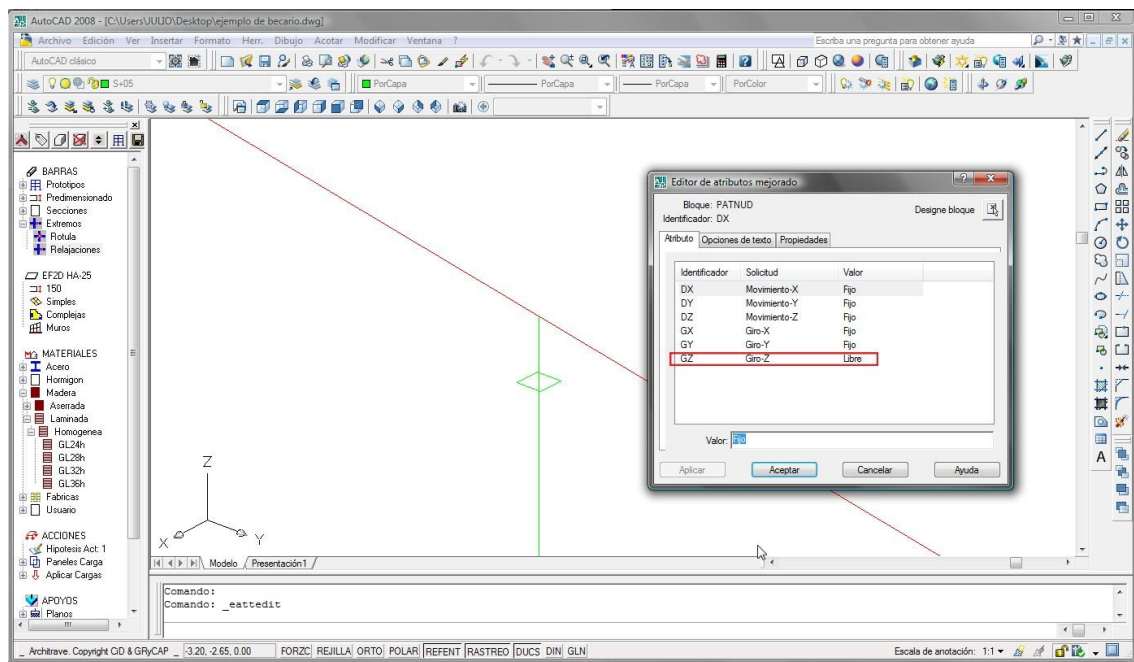 AutoCAD 2008 - [C:\Users\JULIO\Desktop\ejemplo de becario.dwg]
Archivo Edición Ver Insertar Formato Herr. Dibujo Acotar Modificar Ventana ?
Escriba una pregunta para obtener ayuda
AutoCAD clásico
S+05
PorCapa
PorCapa
PorCapa
PorColor
BARRAS
Prototipos
Predimensionado
Secciones
Extremos
Rotula
Relajaciones
EF2D HA-25
150
Simples
Complejas
Muros
MATERIALES
Acero
Hormigon
Madera
Aserrada
Laminada
Homogenea
GL24h
GL28h
GL32h
GL36h
Fabricas
Usuario
ACCIONES
Hipotesis Act: 1
Paneles Carga
Aplicar Cargas
APOYOS
Planos
Z
X
Y
Editor de atributos mejorado
Bloque: PATNUD
Identificador: DX
Designe bloque
Atributo Opciones de texto Propiedades
Identificador Solicitud Valor
DX Movimiento-X Fijo
DY Movimiento-Y Fijo
DZ Movimiento-Z Fijo
GX Giro-X Fijo
GY Giro-Y Fijo
GZ Giro-Z Libre
Valor: Fijo
Aplicar Aceptar Cancelar Ayuda
Modelo Presentación1
Comando:
Comando: _eattedit
_ Architrave. Copyright CiD & GRyCAP _ -3.20, -2.65, 0.00 FORZC REJILLA ORTO POLAR REFENT RASTREO DUCS DIN GLN Escala de anotación: 1:1